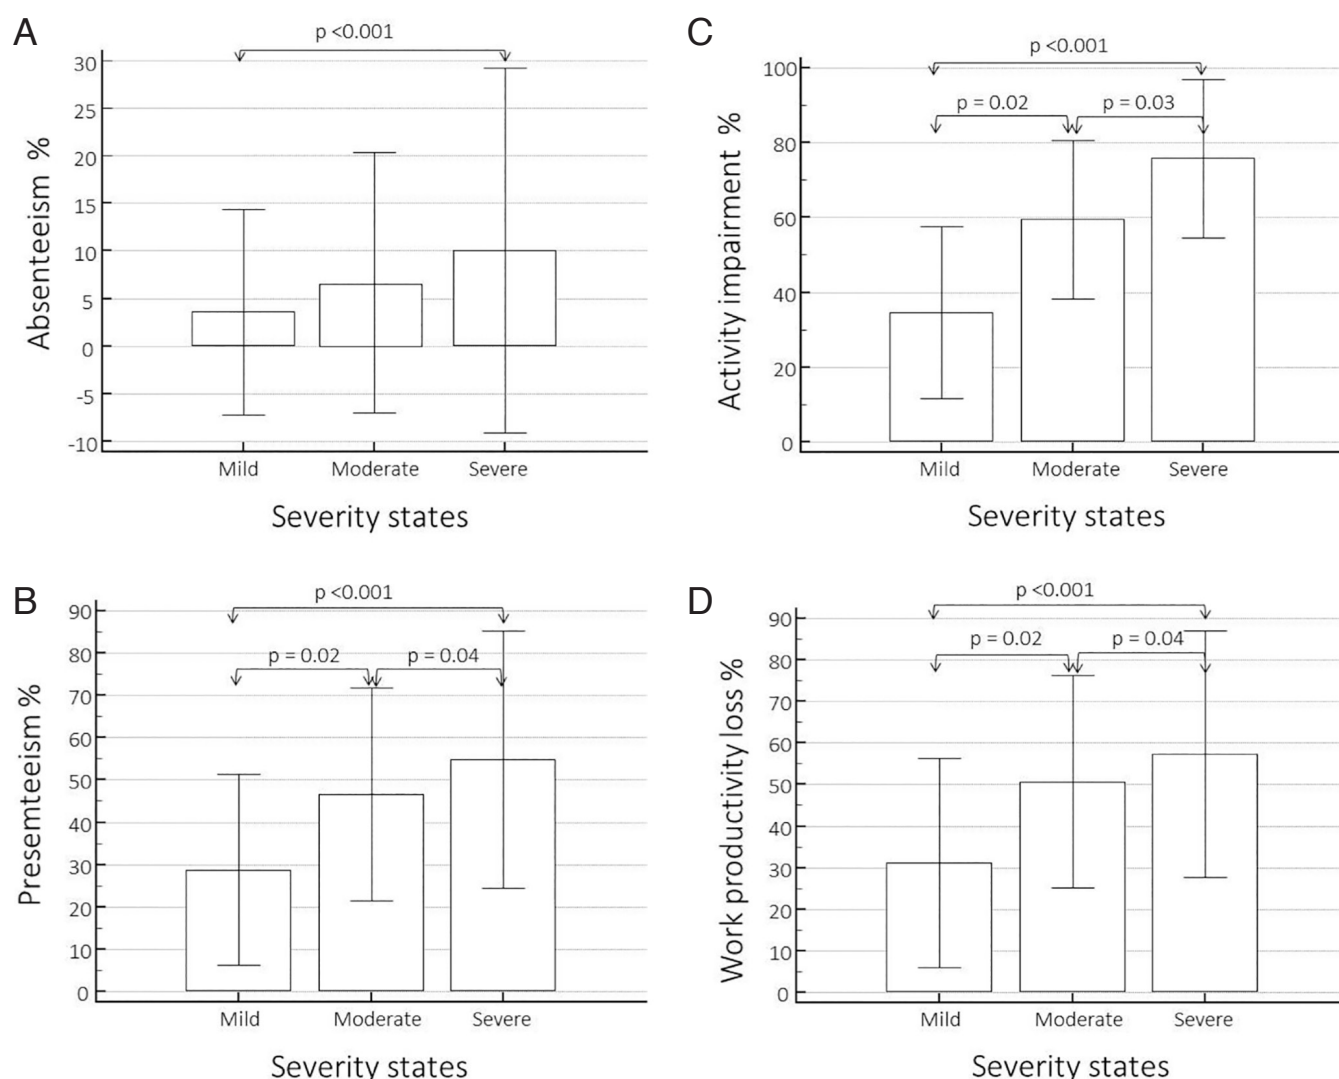 A
p <0.001
30
25
20
15
10
5
0
-5
-10
Absenteeism %
Mild Moderate Severe
Severity states
C
p <0.001
p = 0.02 p = 0.03
100
80
60
40
20
0
Activity impairment %
Mild Moderate Severe
Severity states
B
p <0.001
p = 0.02 p = 0.04
90
80
70
60
50
40
30
20
10
0
Presemteeism %
Mild Moderate Severe
Severity states
D
p <0.001
p = 0.02 p = 0.04
90
80
70
60
50
40
30
20
10
0
Work productivity loss %
Mild Moderate Severe
Severity states